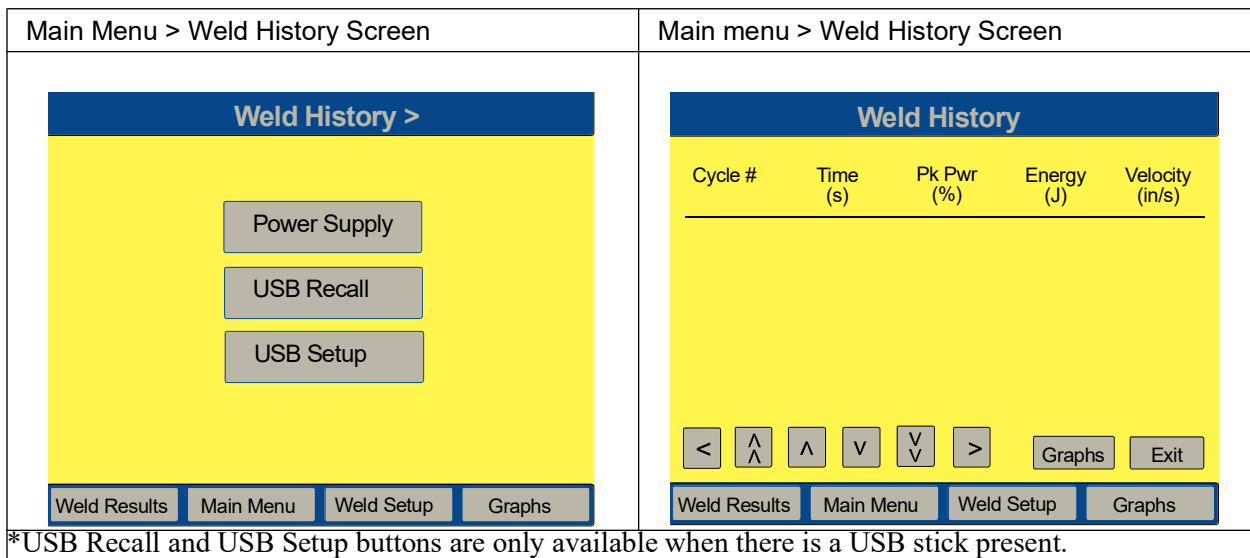 Main Menu > Weld History Screen
Weld History >
Power Supply
USB Recall
USB Setup
Weld Results Main Menu Weld Setup Graphs
Main menu > Weld History Screen
Weld History
Cycle # Time Pk Pwr Energy Velocity
(s) (%) (J) (in/s)
< ^^ ^ v vv > Graphs Exit
Weld Results Main Menu Weld Setup Graphs
*USB Recall and USB Setup buttons are only available when there is a USB stick present.